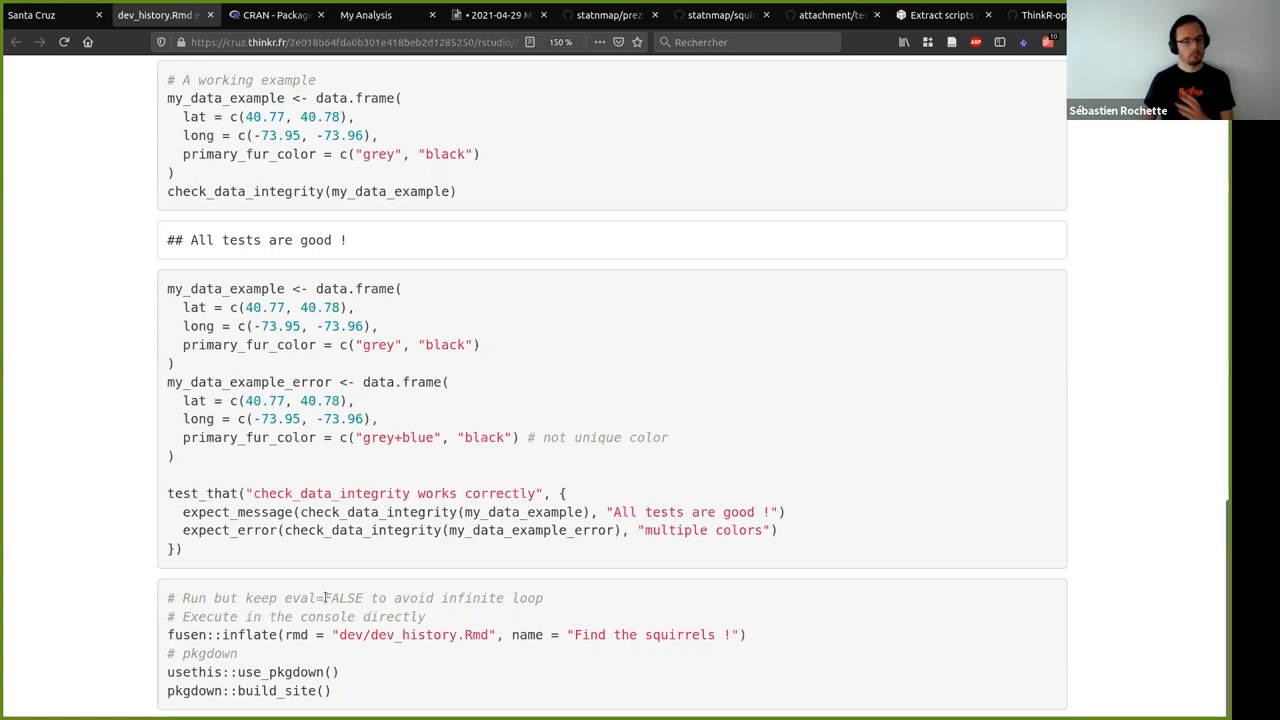 Santa Cruz
dev_history.Rmd e
CRAN - Package
My Analysis
• 2021-04-29 M
statnmap/prez
statnmap/squir
attachment/te
Extract scripts
ThinkR-op
https://cruz.thinkr.fr/2e018b64fda0b301e418beb2d1285250/rstudio/
150 %
Rechercher
ABP
10
Sébastien Rochette
# A working example
my_data_example <- data.frame(
lat = c(40.77, 40.78),
long = c(-73.95, -73.96),
primary_fur_color = c("grey", "black")
)
check_data_integrity(my_data_example)
## All tests are good !
my_data_example <- data.frame(
lat = c(40.77, 40.78),
long = c(-73.95, -73.96),
primary_fur_color = c("grey", "black")
)
my_data_example_error <- data.frame(
lat = c(40.77, 40.78),
long = c(-73.95, -73.96),
primary_fur_color = c("grey+blue", "black") # not unique color
)
test_that("check_data_integrity works correctly", {
expect_message(check_data_integrity(my_data_example), "All tests are good !")
expect_error(check_data_integrity(my_data_example_error), "multiple colors")
})
# Run but keep eval=FALSE to avoid infinite loop
# Execute in the console directly
fusen::inflate(rmd = "dev/dev_history.Rmd", name = "Find the squirrels !")
# pkgdown
usethis::use_pkgdown()
pkgdown::build_site()